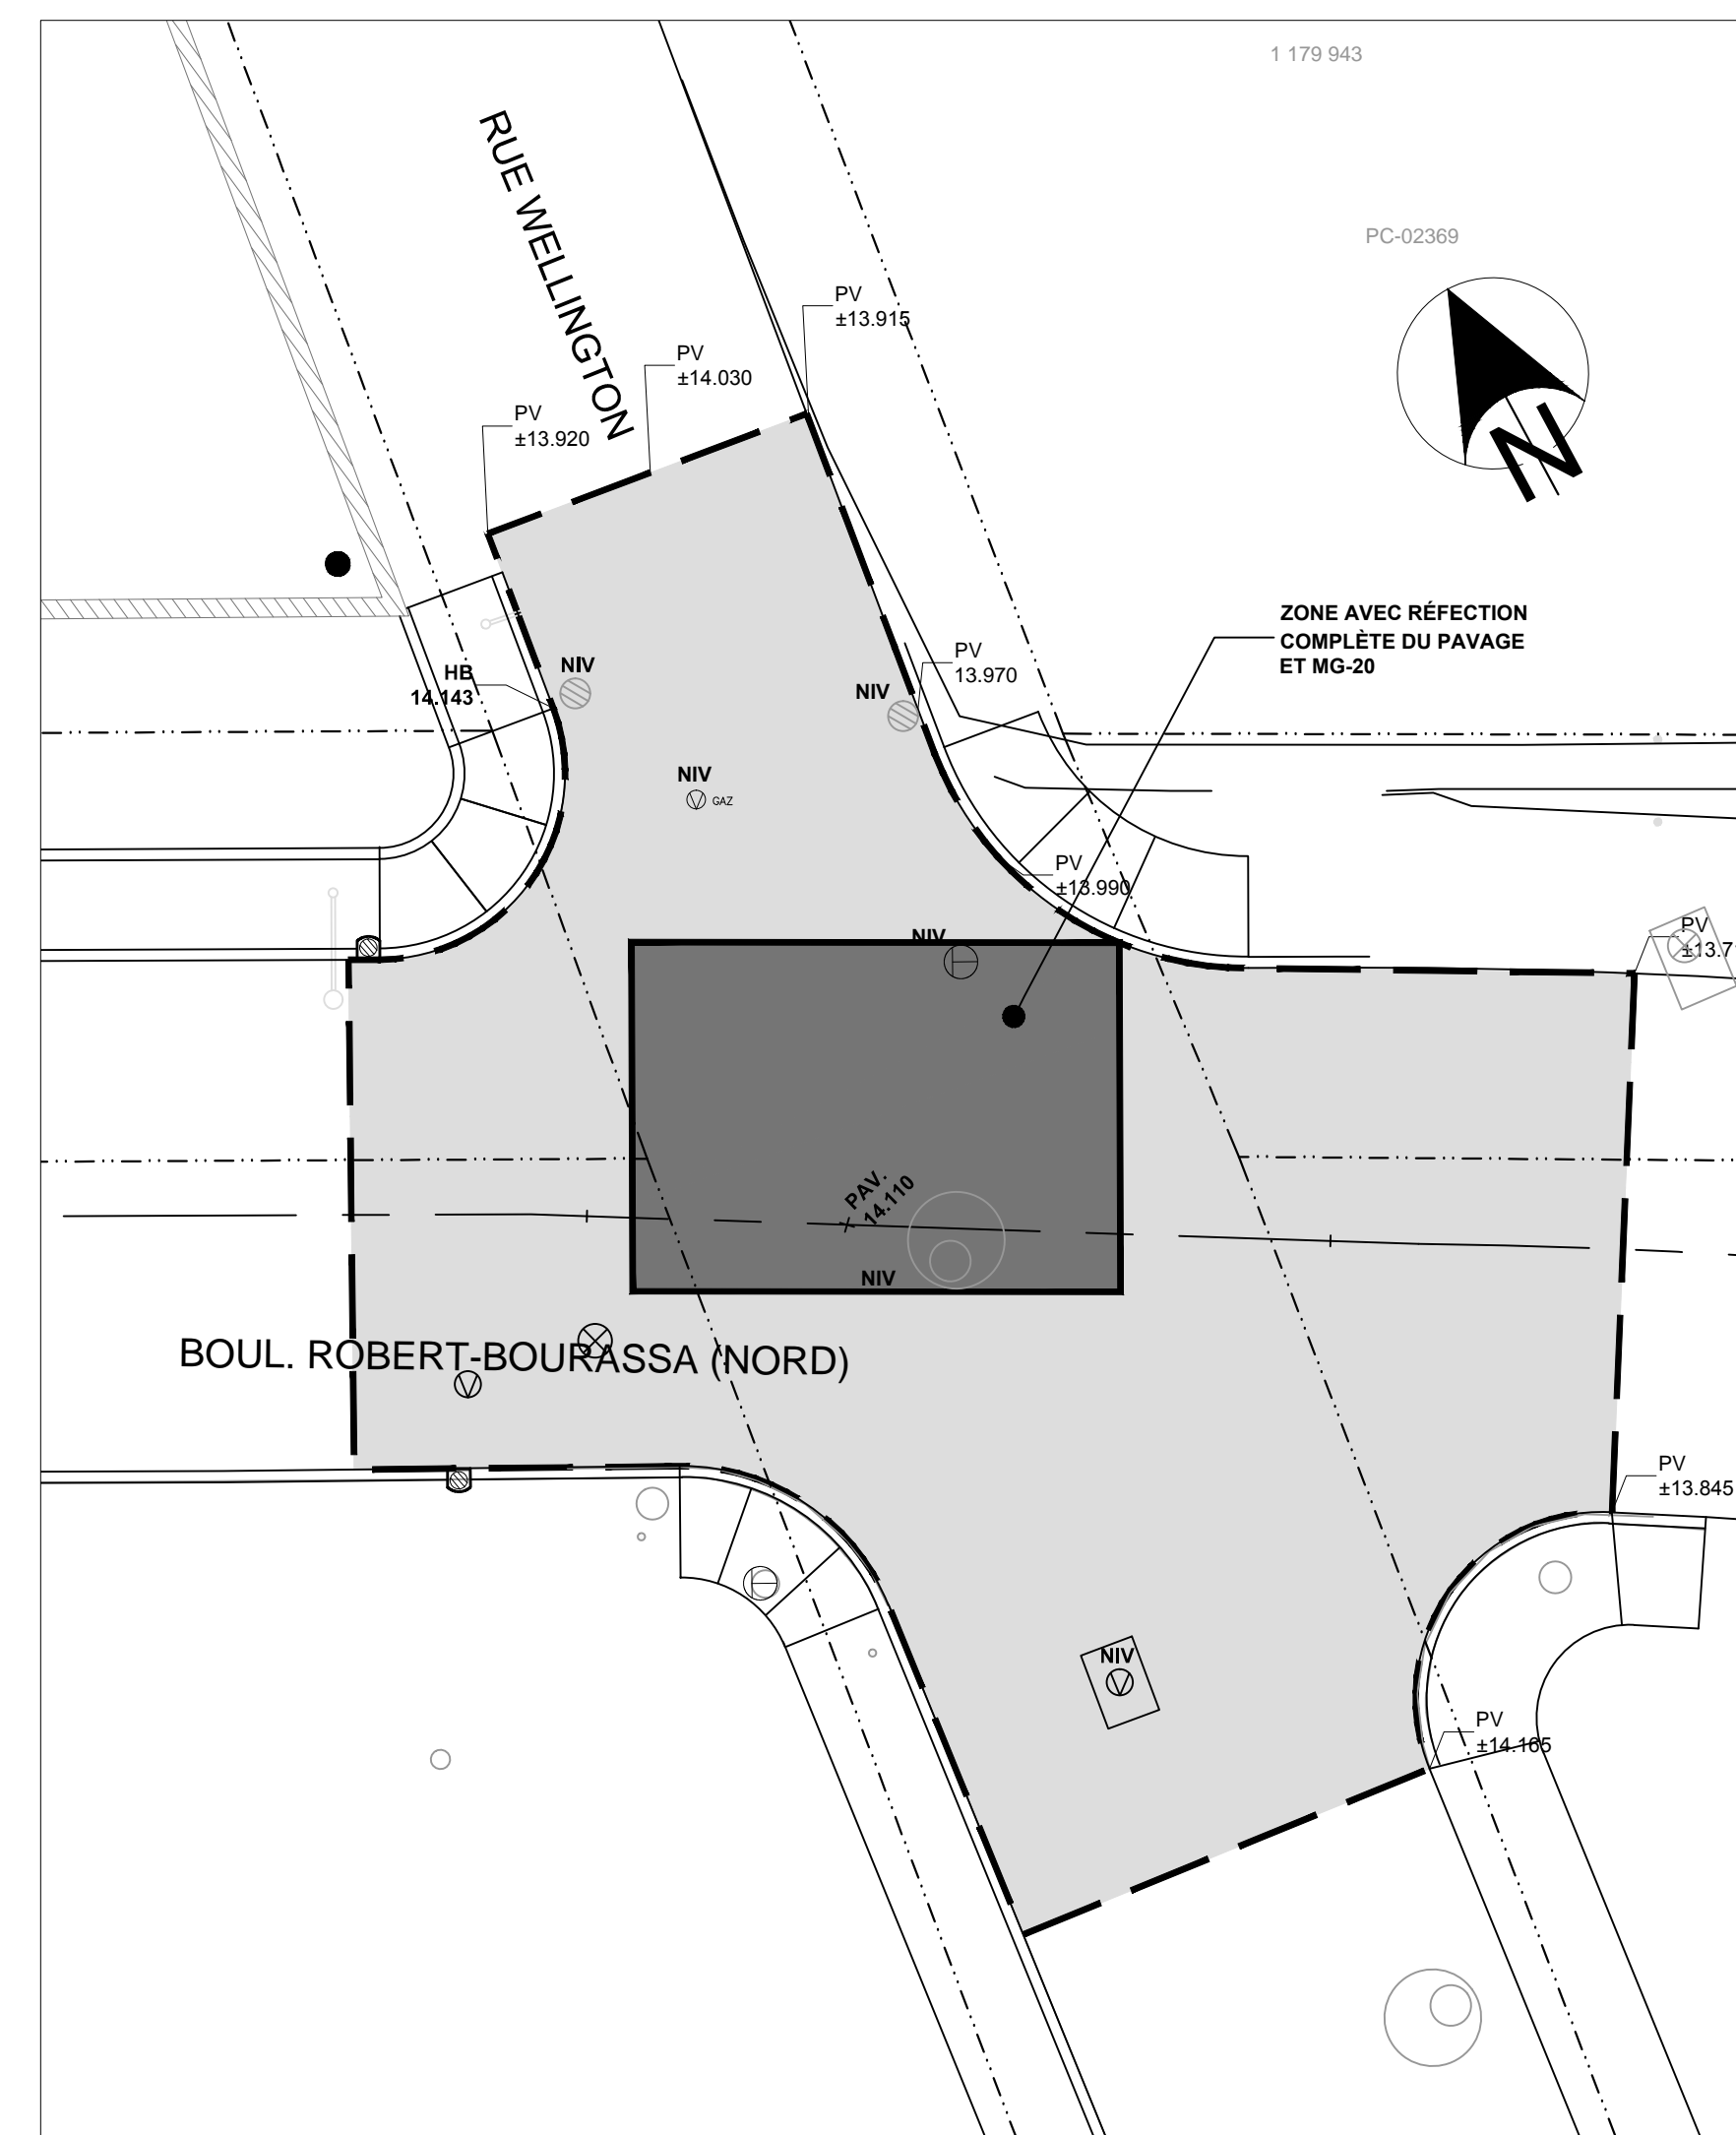 1 179 943
RUE WELLINGTON
PC-02369
N
PV
±13.915
PV
±14.030
PV
±13.920
ZONE AVEC RÉFECTION
COMPLÈTE DU PAVAGE
ET MG-20
HB
14.143
NIV
NIV
PV
13.970
NIV
GAZ
PV
±13.990
NIV
PV
±13.7
PAV.
14.110
NIV
BOUL. ROBERT-BOURASSA (NORD)
PV
±13.845
NIV
PV
±14.165